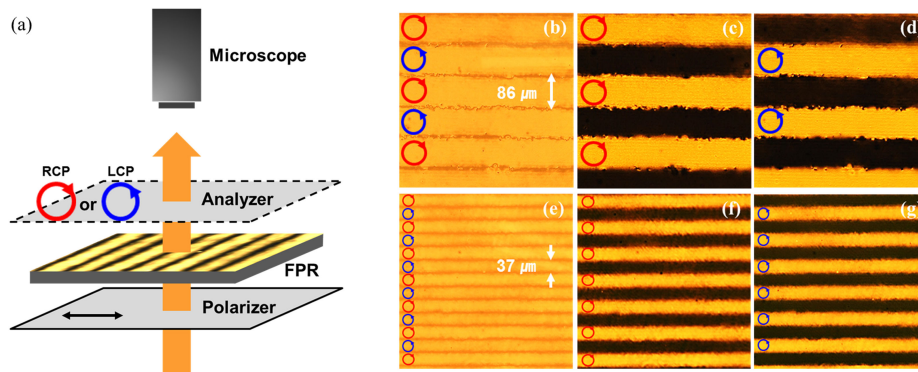 (a)
Microscope
RCP
LCP
or
Analyzer
FPR
Polarizer
(b)
86 ㎛
(c)
(d)
(e)
37 ㎛
(f)
(g)